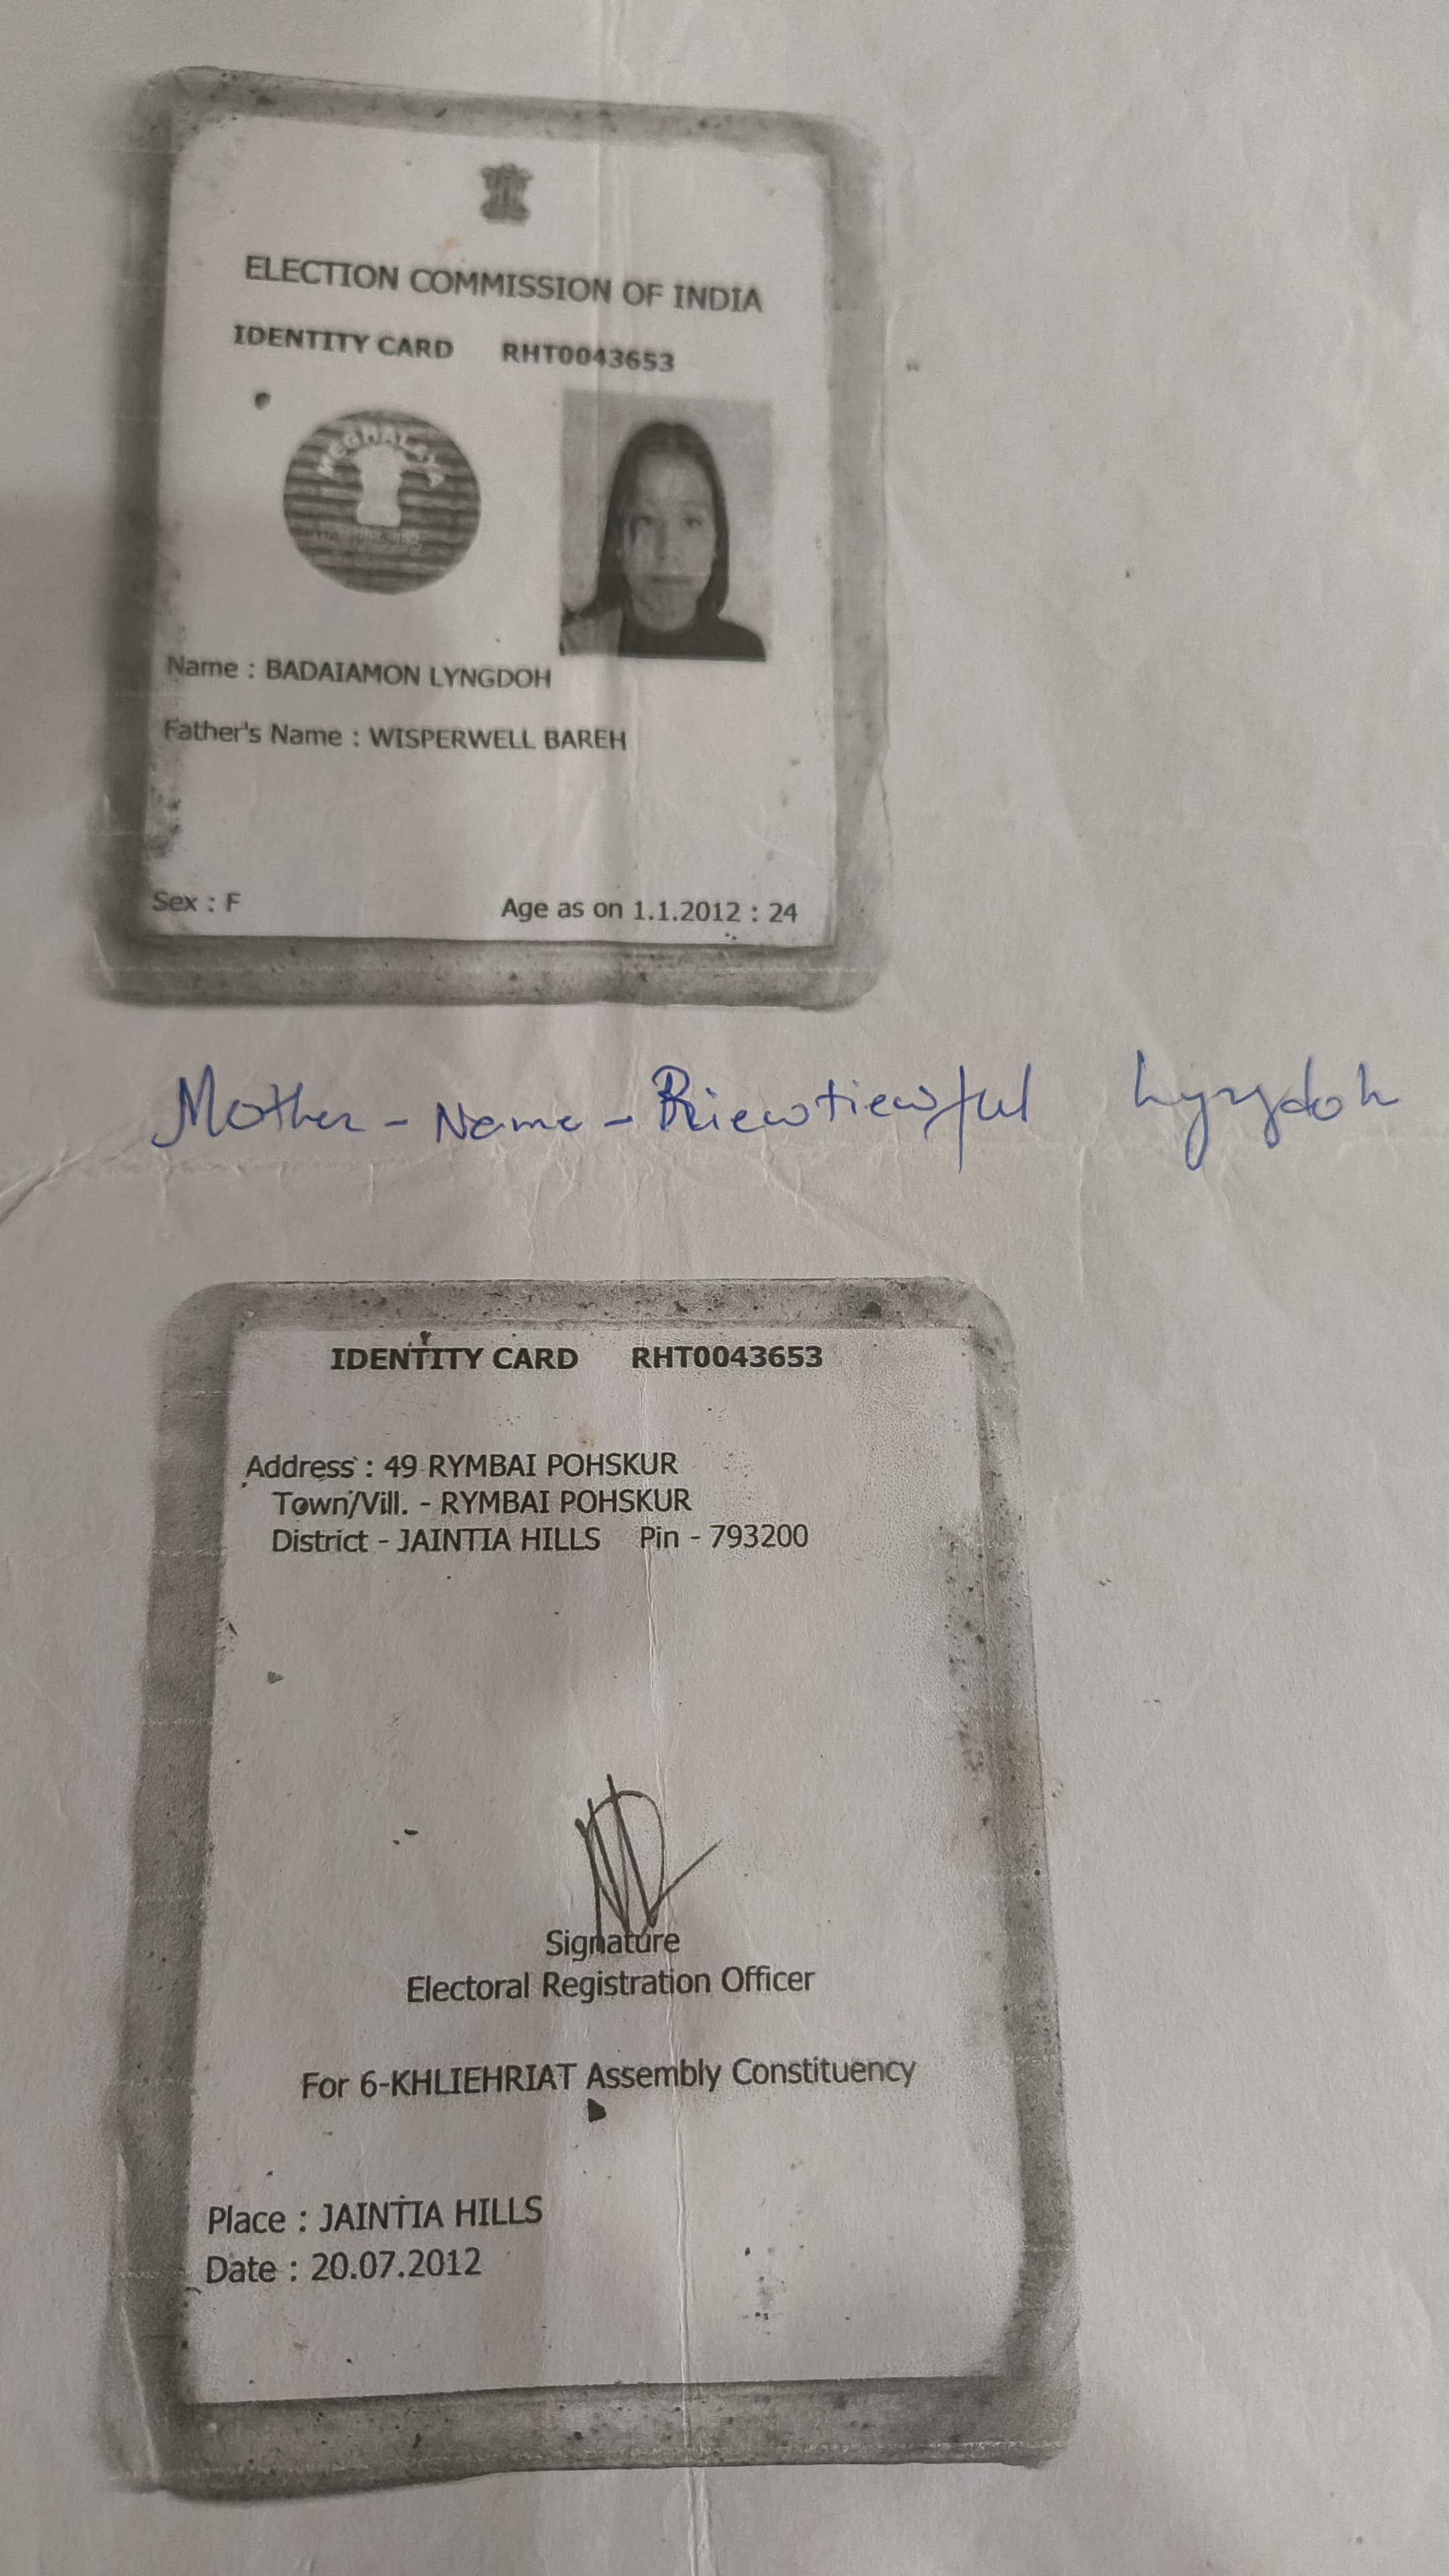 ELECTION COMMISSION OF INDIA
IDENTITY CARD RHT0043653
MEGHALAYA
Name : BADAIAMON LYNGDOH
Father's Name : WISPERWELL BAREH
Sex : F Age as on 1.1.2012 : 24
Mother - Name - Riewtiewful Lyngdoh
IDENTITY CARD RHT0043653
Address : 49 RYMBAI POHSKUR
Town/Vill. - RYMBAI POHSKUR
District - JAINTIA HILLS Pin - 793200
Signature
Electoral Registration Officer
For 6-KHLIEHRIAT Assembly Constituency
Place : JAINTIA HILLS
Date : 20.07.2012